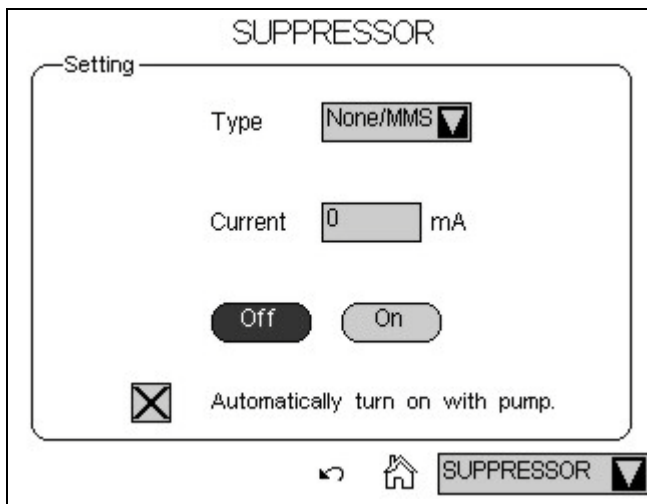 SUPPRESSOR
Setting
Type None/MMS
Current 0 mA
Off On
Automatically turn on with pump.
SUPPRESSOR